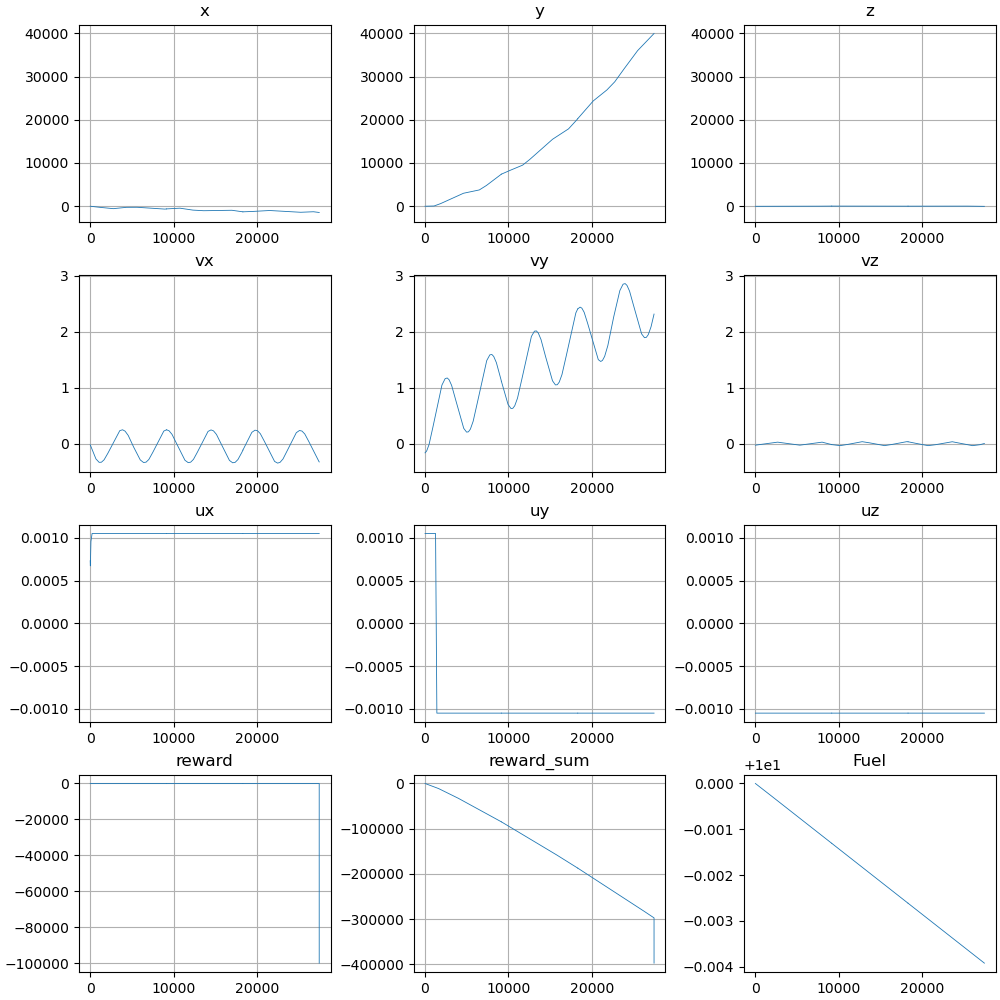 x y z
40000 40000 40000
30000 30000 30000
20000 20000 20000
10000 10000 10000
0 0 0
0 10000 20000 0 10000 20000 0 10000 20000
vx vy vz
3 3 3
2 2 2
1 1 1
0 0 0
0 10000 20000 0 10000 20000 0 10000 20000
ux uy uz
0.0010 0.0010 0.0010
0.0005 0.0005 0.0005
0.0000 0.0000 0.0000
−0.0005 −0.0005 −0.0005
−0.0010 −0.0010 −0.0010
0 10000 20000 0 10000 20000 0 10000 20000
reward reward_sum +1e1 Fuel
0 0 0.000
−20000 −100000 −0.001
−40000 −200000 −0.002
−60000 −300000 −0.003
−80000 −400000 −0.004
−100000
0 10000 20000 0 10000 20000 0 10000 20000